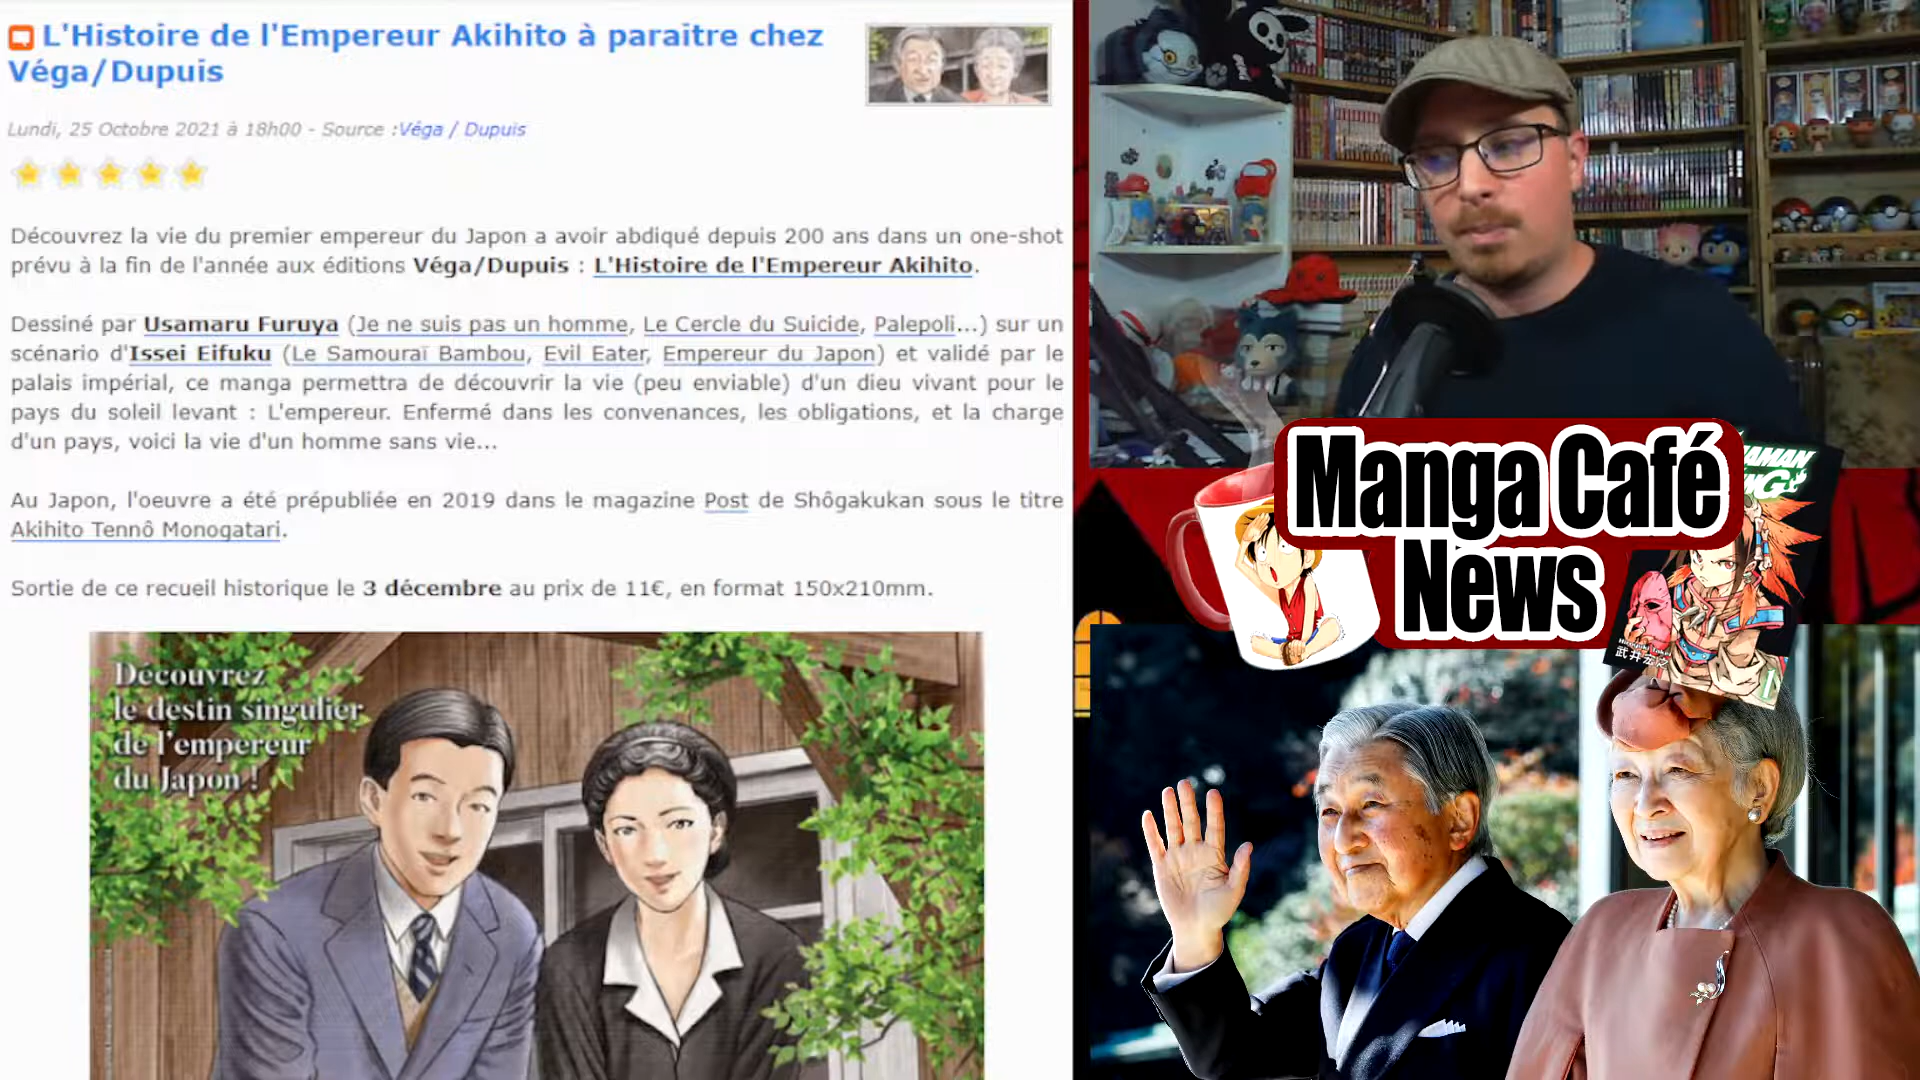 L'Histoire de l'Empereur Akihito à paraitre chez
Véga/Dupuis
Lundi, 25 Octobre 2021 à 18h00 - Source :Véga / Dupuis
Découvrez la vie du premier empereur du Japon a avoir abdiqué depuis 200 ans dans un one-shot
prévu à la fin de l'année aux éditions Véga/Dupuis : L'Histoire de l'Empereur Akihito.
Dessiné par Usamaru Furuya (Je ne suis pas un homme, Le Cercle du Suicide, Palepoli...) sur un
scénario d'Issei Eifuku (Le Samouraï Bambou, Evil Eater, Empereur du Japon) et validé par le
palais impérial, ce manga permettra de découvrir la vie (peu enviable) d'un dieu vivant pour le
pays du soleil levant : L'empereur. Enfermé dans les convenances, les obligations, et la charge
d'un pays, voici la vie d'un homme sans vie...
Au Japon, l'oeuvre a été prépubliée en 2019 dans le magazine Post de Shôgakukan sous le titre
Akihito Tennô Monogatari.
Sortie de ce recueil historique le 3 décembre au prix de 11€, en format 150x210mm.
Découvrez
le destin singulier
de l'empereur
du Japon !
Manga Café
News
武井宏之
1